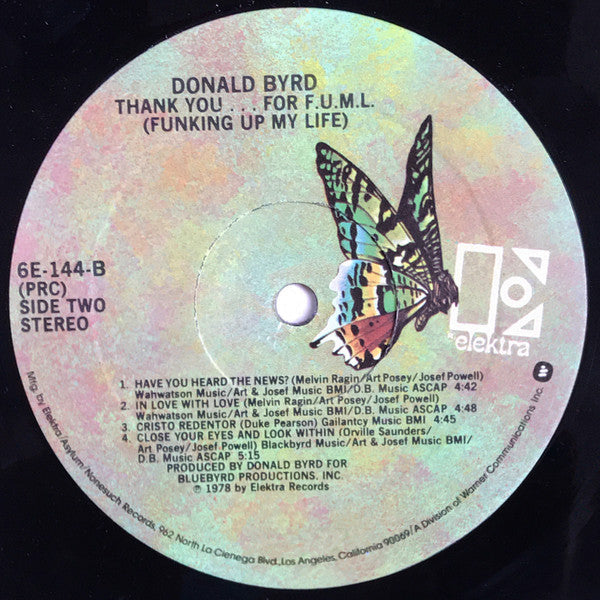 DONALD BYRD
THANK YOU . . . FOR F.U.M.L.
(FUNKING UP MY LIFE)
6E-144-B
(PRC)
SIDE TWO
STEREO
elektra
1. HAVE YOU HEARD THE NEWS? (Melvin Ragin/Art Posey/Josef Powell)
Wahwatson Music/Art & Josef Music BMI/D.B. Music ASCAP 4:42
2. IN LOVE WITH LOVE (Melvin Ragin/Art Posey/Josef Powell)
Wahwatson Music/Art & Josef Music BMI/D.B. Music ASCAP 4:48
3. CRISTO REDENTOR (Duke Pearson) Gailantcy Music BMI 4:45
4. CLOSE YOUR EYES AND LOOK WITHIN (Orville Saunders/
Art Posey/Josef Powell) Blackbyrd Music/Art & Josef Music BMI/
D.B. Music ASCAP 5:15
PRODUCED BY DONALD BYRD FOR
BLUEBYRD PRODUCTIONS, INC.
℗ 1978 by Elektra Records
Mfg. by Elektra/Asylum/Nonesuch Records, 962 North La Cienega Blvd., Los Angeles, California 90069/A Division of Warner Communications Inc.